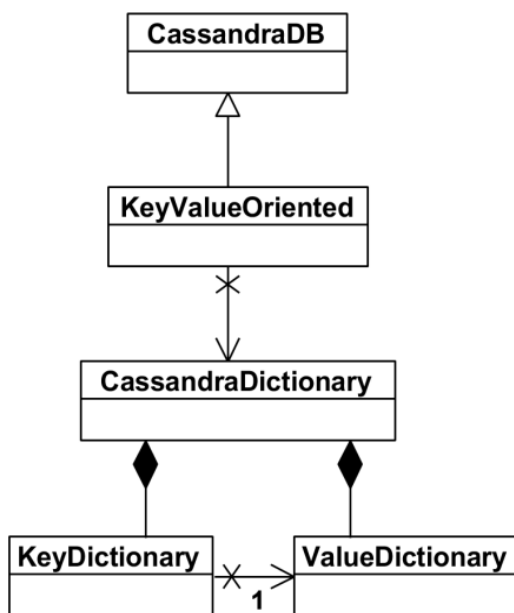 CassandraDB
KeyValueOriented
CassandraDictionary
KeyDictionary
ValueDictionary
1